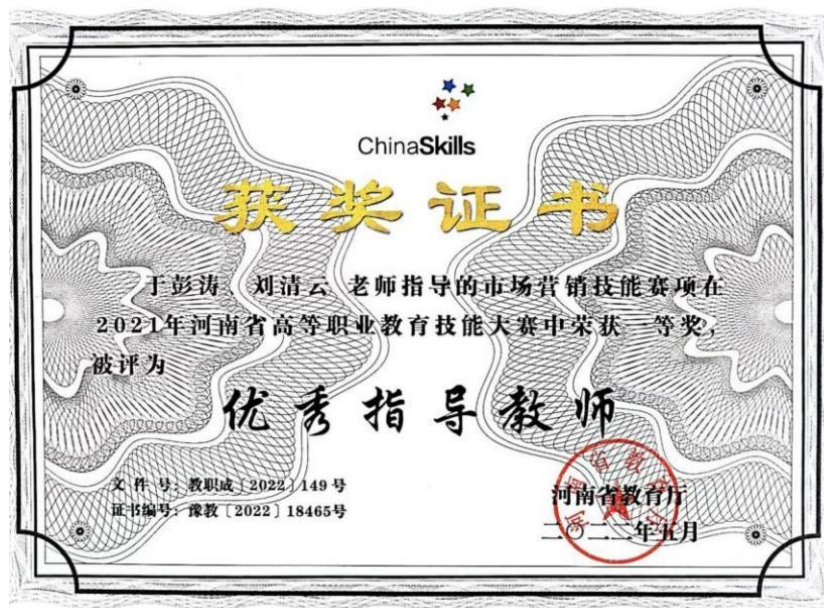 ChinaSkills
获奖证书
于彭涛、刘清云 老师指导的市场营销技能赛项在
2021年河南省高等职业教育技能大赛中荣获一等奖，
被评为
优秀指导教师
文 件 号：教职成〔2022〕149号
证书编号：豫教〔2022〕18465号
河南省教育厅
二〇二二年五月